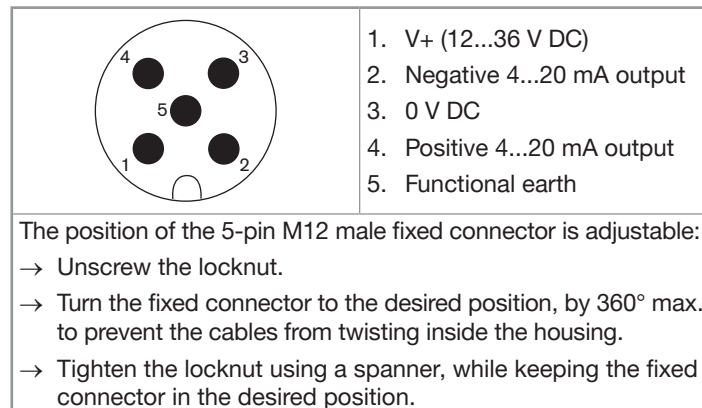 4
3
5
1
2
1. V+ (12...36 V DC)
2. Negative 4...20 mA output
3. 0 V DC
4. Positive 4...20 mA output
5. Functional earth
The position of the 5-pin M12 male fixed connector is adjustable:
→ Unscrew the locknut.
→ Turn the fixed connector to the desired position, by 360° max.
to prevent the cables from twisting inside the housing.
→ Tighten the locknut using a spanner, while keeping the fixed
connector in the desired position.